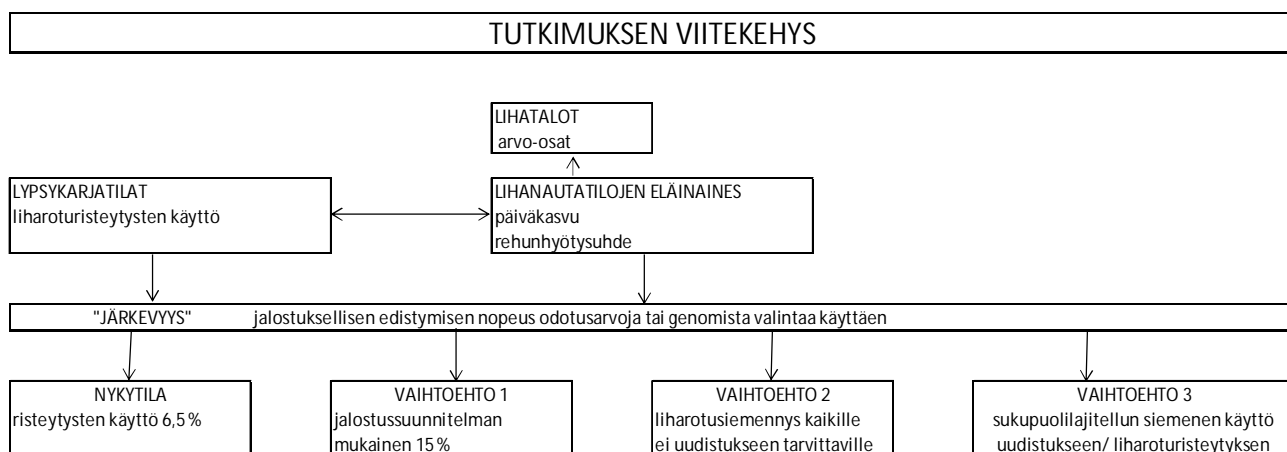 TUTKIMUKSEN VIITEKEHYS
LIHATALOT
arvo-osat
LYPSYKARJATILAT
liharoturisteytysten käyttö
LIHANAUTATILOJEN ELÄINAINES
päiväkasvu
rehunhyötysuhde
"JÄRKEVYYS" jalostuksellisen edistymisen nopeus odotusarvoja tai genomista valintaa käyttäen
NYKYTILA
risteytysten käyttö 6,5 %
VAIHTOEHTO 1
jalostussuunnitelman
mukainen 15 %
VAIHTOEHTO 2
liharotusiemennys kaikille
ei uudistukseen tarvittaville
VAIHTOEHTO 3
sukupuolilajitellun siemenen käyttö
uudistukseen/ liharoturisteytyksen